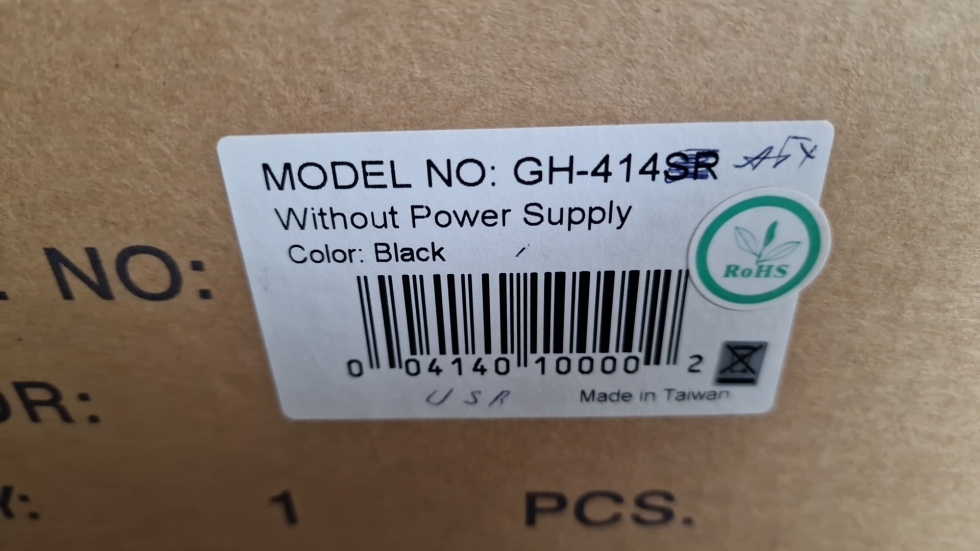 MODEL NO: GH-414SR ATX
Without Power Supply
Color: Black
RoHS
0 04140 10000 2
USR
Made in Taiwan
. NO:
OR:
Y: 1 PCS.